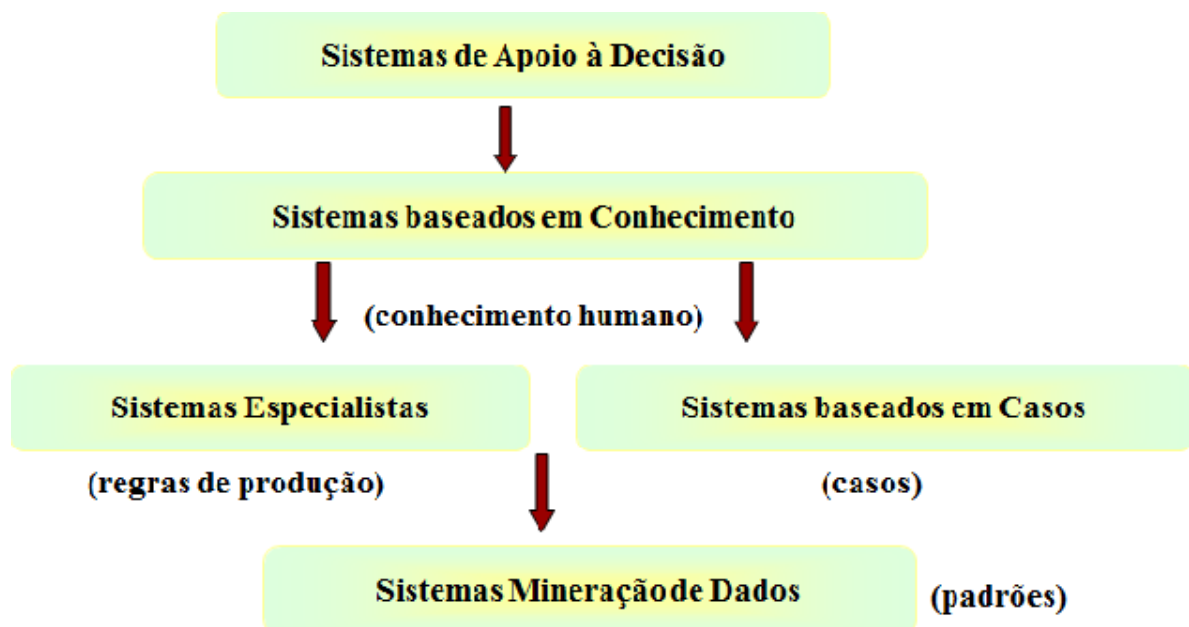 Sistemas de Apoio à Decisão
Sistemas baseados em Conhecimento
(conhecimento humano)
Sistemas Especialistas
Sistemas baseados em Casos
(regras de produção)
(casos)
Sistemas Mineração de Dados
(padrões)